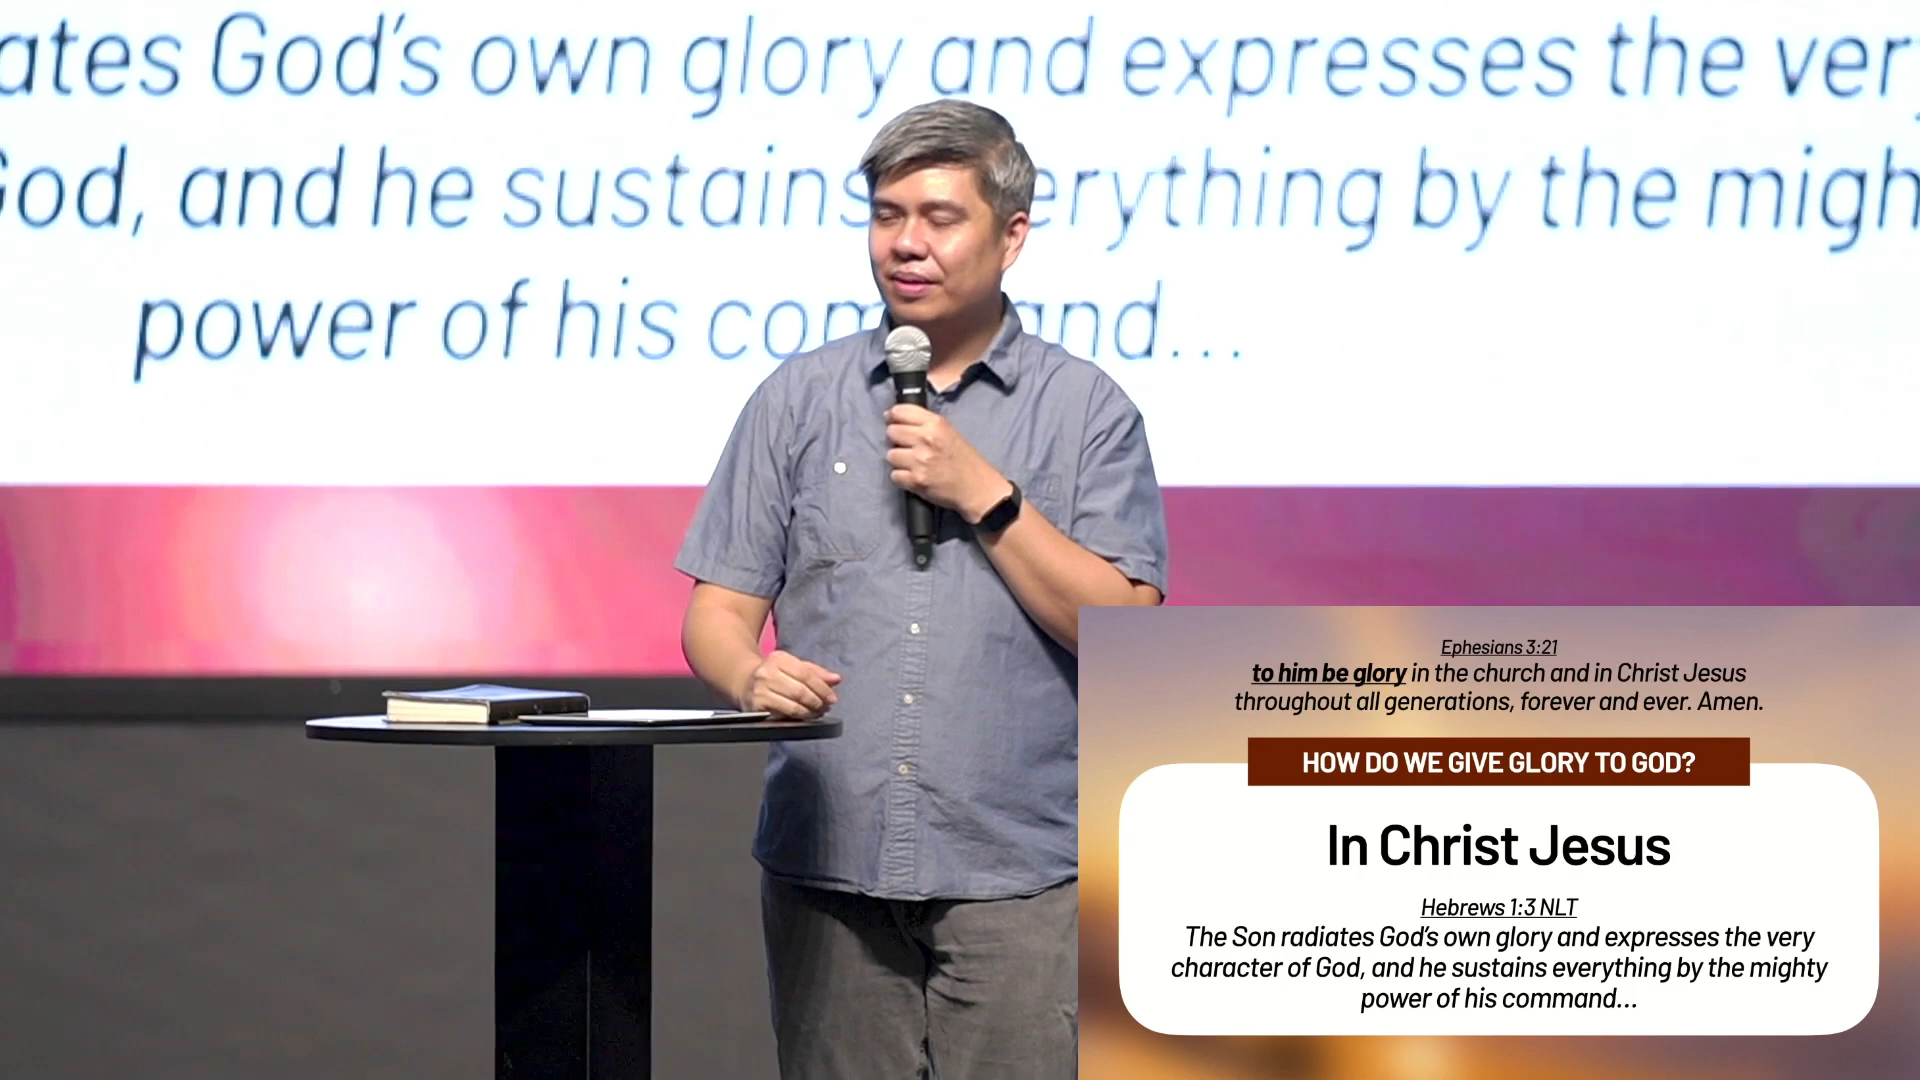 ates God's own glory and expresses the ver
God, and he sustains erything by the migh
power of his com and...
Ephesians 3:21
to him be glory in the church and in Christ Jesus
throughout all generations, forever and ever. Amen.
HOW DO WE GIVE GLORY TO GOD?
In Christ Jesus
Hebrews 1:3 NLT
The Son radiates God's own glory and expresses the very
character of God, and he sustains everything by the mighty
power of his command...